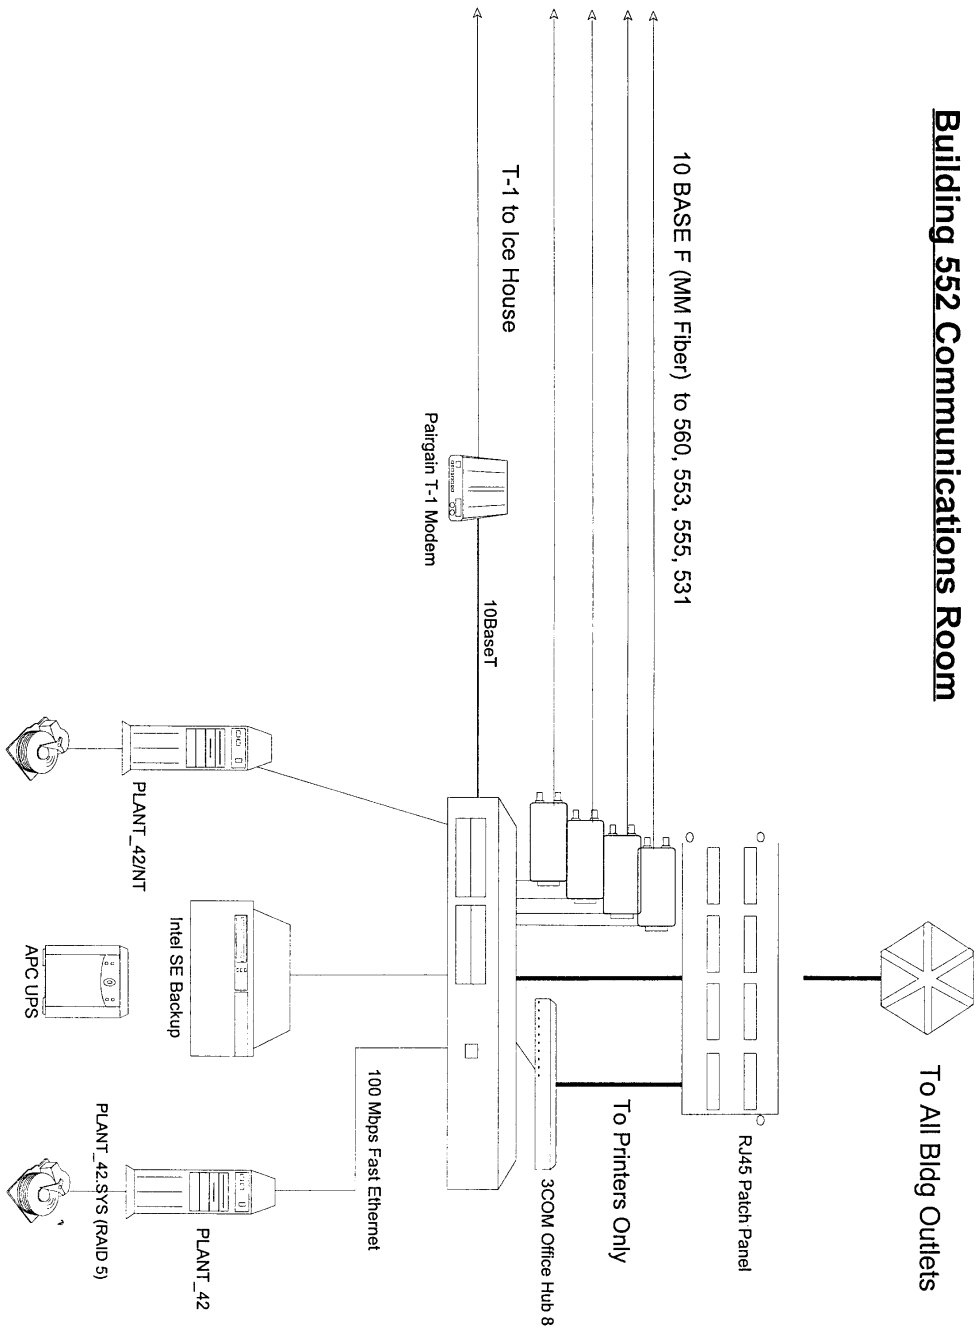 Building 552 Communications Room
To All Bldg Outlets
RJ45 Patch Panel
10 BASE F (MM Fiber) to 560, 553, 555, 531
To Printers Only
3COM Office Hub 8
T-1 to Ice House
10BaseT
Pairgain T-1 Modem
100 Mbps Fast Ethernet
PLANT_42/NT
Intel SE Backup
APC UPS
PLANT_42
PLANT_42.SYS (RAID 5)